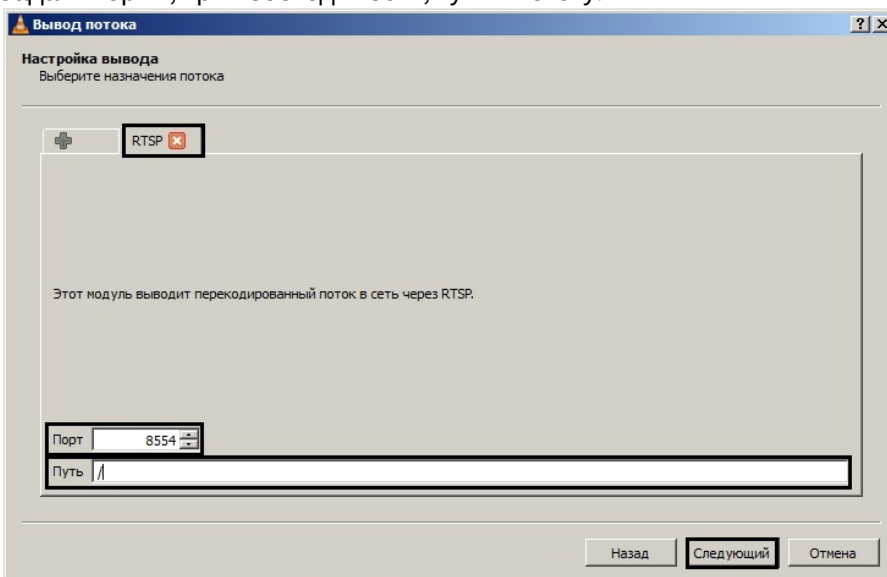 Вывод потока
Настройка вывода
Выберите назначения потока
RTSP
Этот модуль выводит перекодированный поток в сеть через RTSP.
Порт 8554
Путь /
Назад Следующий Отмена